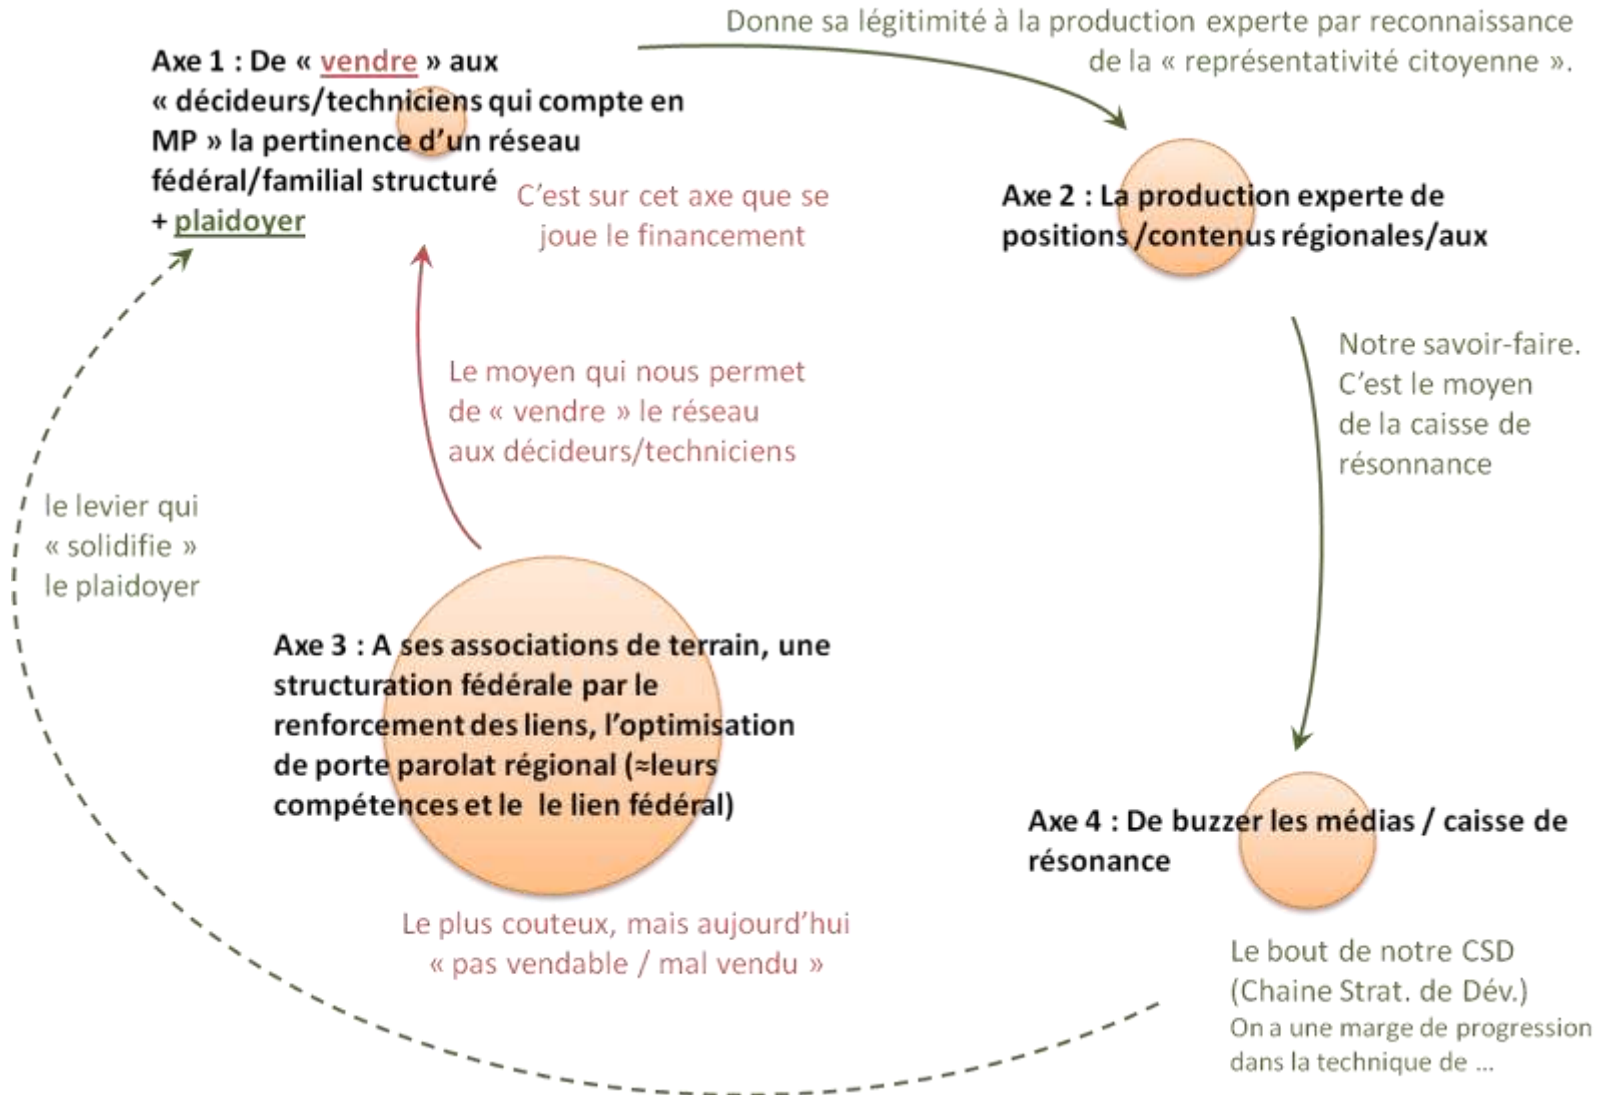 Donne sa légitimité à la production experte par reconnaissance
de la « représentativité citoyenne ».
Axe 1 : De « vendre » aux
« décideurs/techniciens qui compte en
MP » la pertinence d'un réseau
fédéral/familial structuré
+ plaidoyer
C'est sur cet axe que se
joue le financement
Axe 2 : La production experte de
positions /contenus régionales/aux
Notre savoir-faire.
C'est le moyen
de la caisse de
résonnance
Le moyen qui nous permet
de « vendre » le réseau
aux décideurs/techniciens
le levier qui
« solidifie »
le plaidoyer
Axe 3 : A ses associations de terrain, une
structuration fédérale par le
renforcement des liens, l'optimisation
de porte parolat régional (≈leurs
compétences et le le lien fédéral)
Le plus couteux, mais aujourd'hui
« pas vendable / mal vendu »
Axe 4 : De buzzer les médias / caisse de
résonance
Le bout de notre CSD
(Chaine Strat. de Dév.)
On a une marge de progression
dans la technique de ...